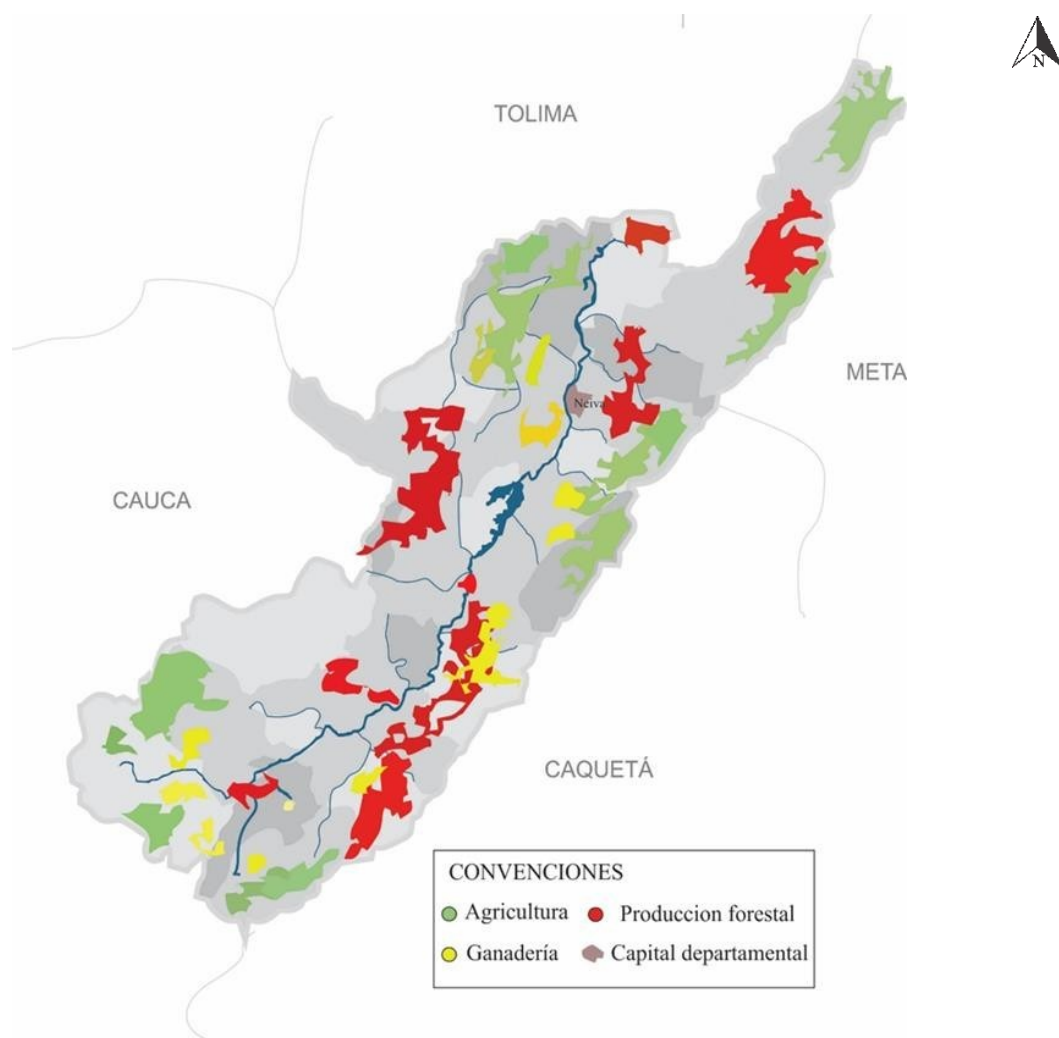 N
TOLIMA
META
Neiva
CAUCA
CAQUETÁ
CONVENCIONES
Agricultura Produccion forestal
Ganadería Capital departamental